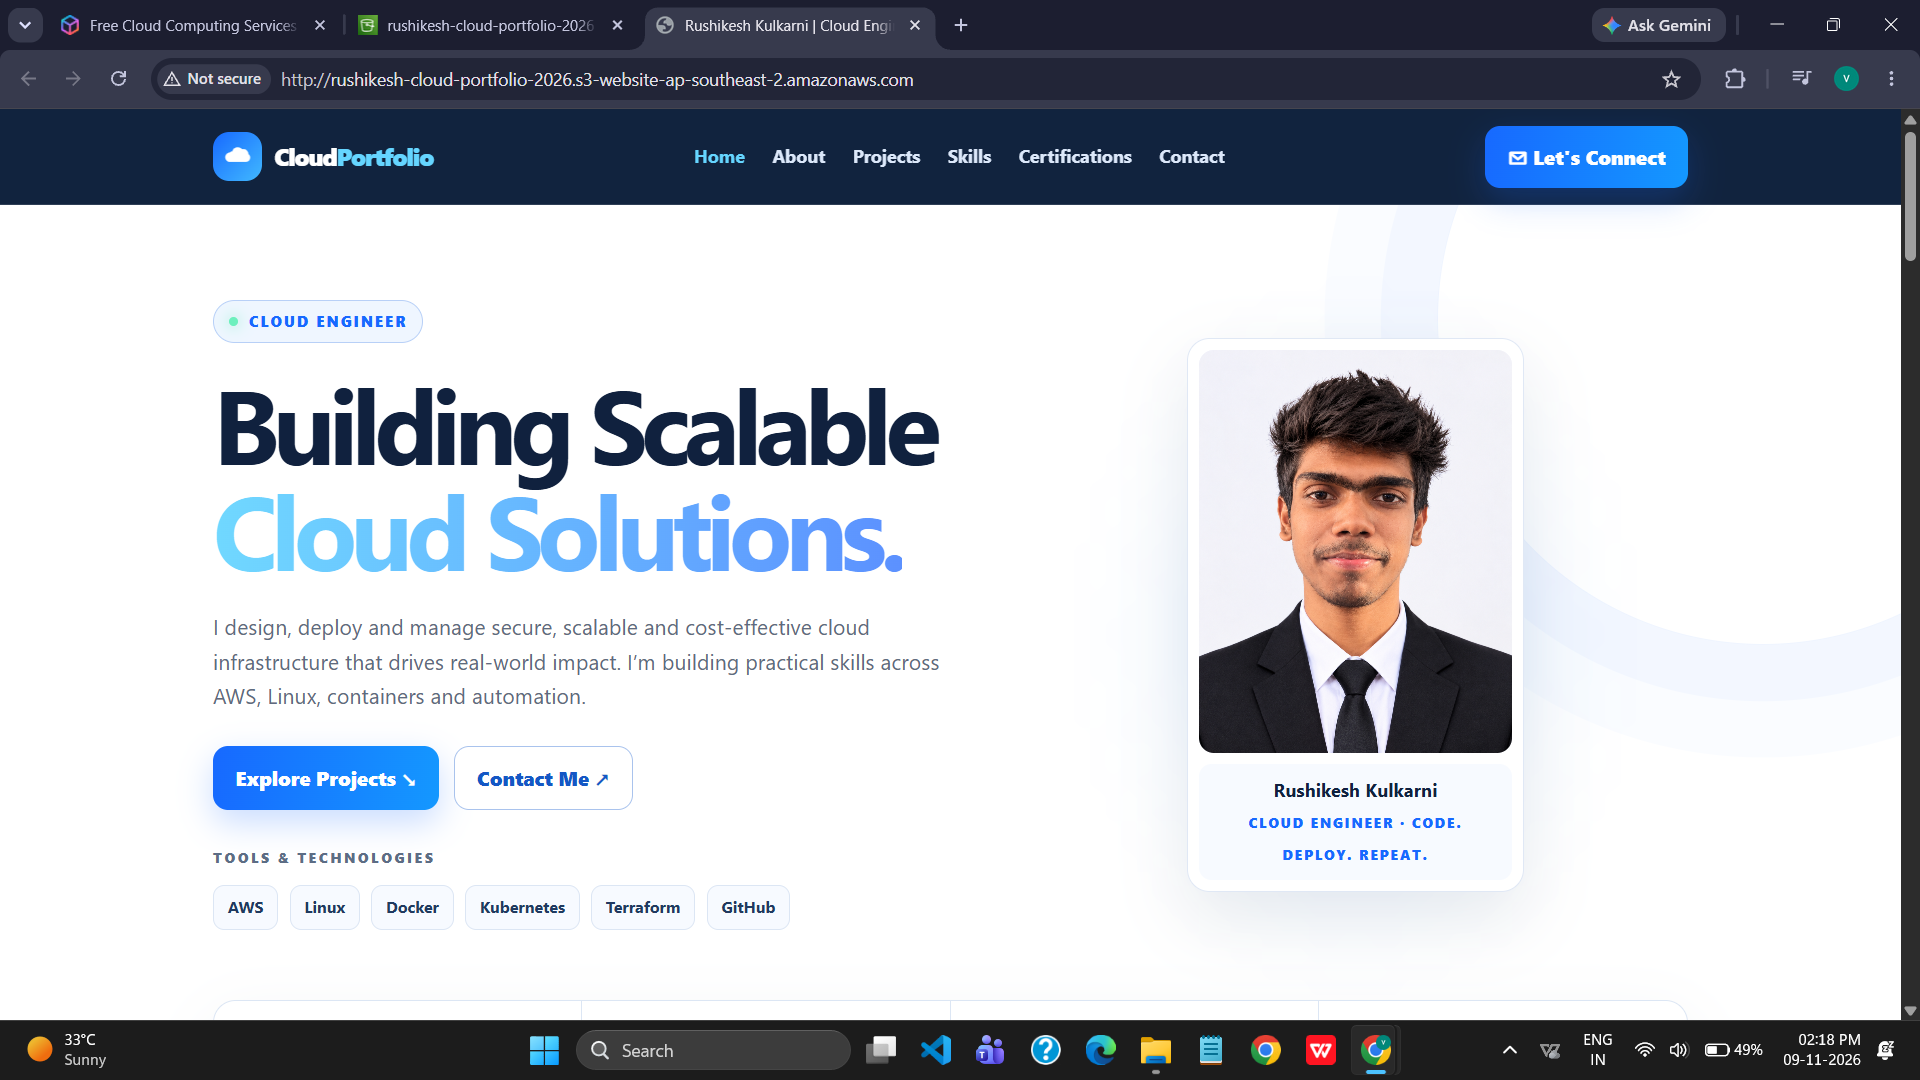 Free Cloud Computing Services
rushikesh-cloud-portfolio-2026
Rushikesh Kulkarni | Cloud Engi
Ask Gemini
Not secure
http://rushikesh-cloud-portfolio-2026.s3-website-ap-southeast-2.amazonaws.com
V
CloudPortfolio
Home
About
Projects
Skills
Certifications
Contact
Let's Connect
CLOUD ENGINEER
Building Scalable
Cloud Solutions.
I design, deploy and manage secure, scalable and cost-effective cloud
infrastructure that drives real-world impact. I’m building practical skills across
AWS, Linux, containers and automation.
Explore Projects ↘
Contact Me ↗
TOOLS & TECHNOLOGIES
AWS
Linux
Docker
Kubernetes
Terraform
GitHub
Rushikesh Kulkarni
CLOUD ENGINEER · CODE.
DEPLOY. REPEAT.
33°C
Sunny
Search
ENG
IN
49%
02:18 PM
09-11-2026